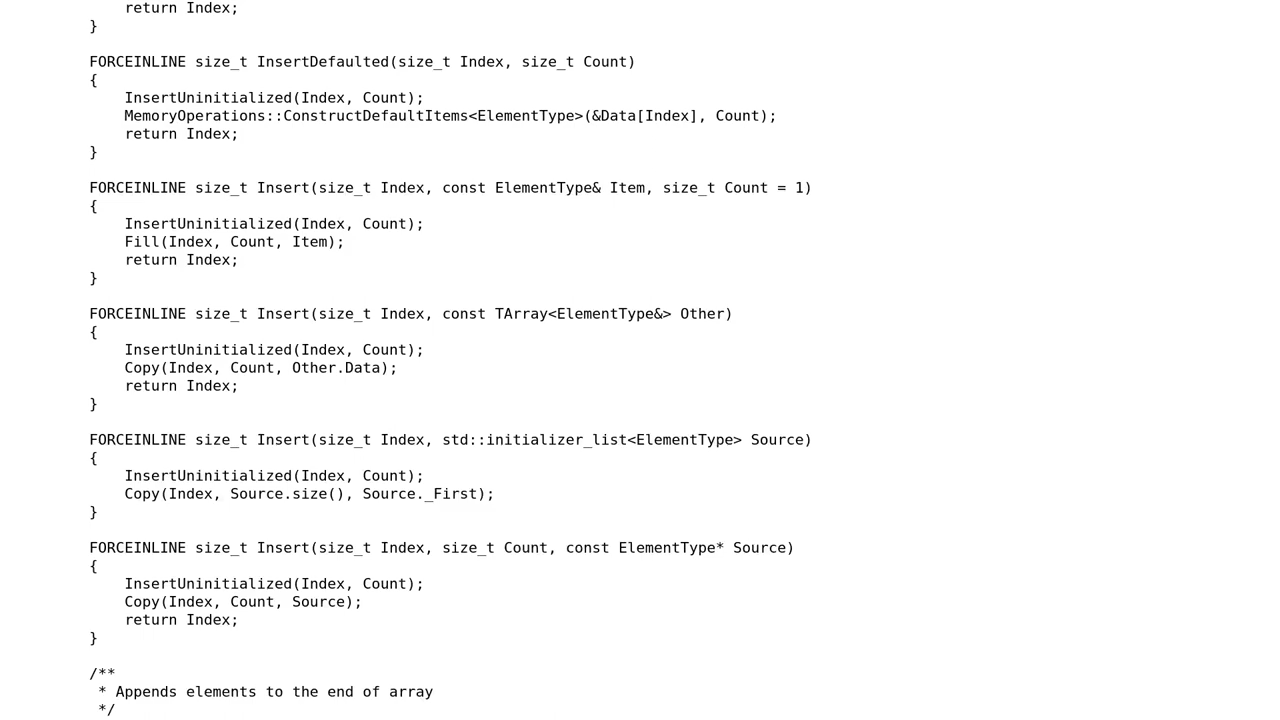 return Index;
}
FORCEINLINE size_t InsertDefaulted(size_t Index, size_t Count)
{
InsertUninitialized(Index, Count);
MemoryOperations::ConstructDefaultItems<ElementType>(&Data[Index], Count);
return Index;
}
FORCEINLINE size_t Insert(size_t Index, const ElementType& Item, size_t Count = 1)
{
InsertUninitialized(Index, Count);
Fill(Index, Count, Item);
return Index;
}
FORCEINLINE size_t Insert(size_t Index, const TArray<ElementType&> Other)
{
InsertUninitialized(Index, Count);
Copy(Index, Count, Other.Data);
return Index;
}
FORCEINLINE size_t Insert(size_t Index, std::initializer_list<ElementType> Source)
{
InsertUninitialized(Index, Count);
Copy(Index, Source.size(), Source._First);
}
FORCEINLINE size_t Insert(size_t Index, size_t Count, const ElementType* Source)
{
InsertUninitialized(Index, Count);
Copy(Index, Count, Source);
return Index;
}
/**
* Appends elements to the end of array
*/